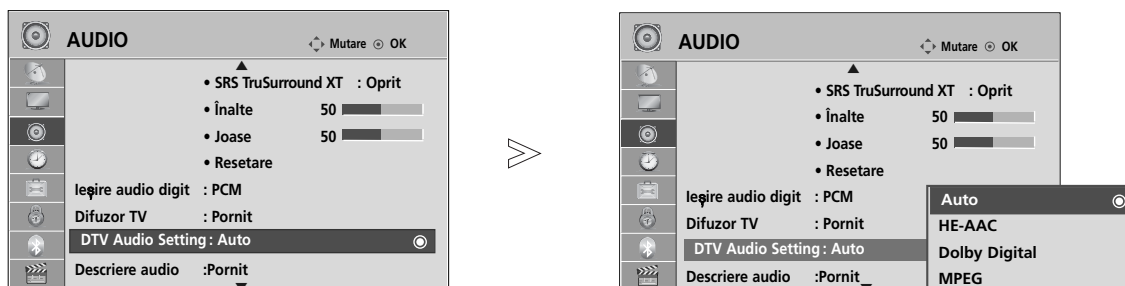 AUDIO
Mutare OK
• SRS TruSurround XT : Oprit
• Înalte 50
• Joase 50
• Resetare
Ieşire audio digit : PCM
Difuzor TV : Pornit
DTV Audio Setting : Auto
Descriere audio :Pornit
AUDIO
Mutare OK
• SRS TruSurround XT : Oprit
• Înalte 50
• Joase 50
• Resetare
Ieşire audio digit : PCM
Difuzor TV : Pornit
DTV Audio Setting : Auto
Descriere audio :Pornit
Auto
HE-AAC
Dolby Digital
MPEG